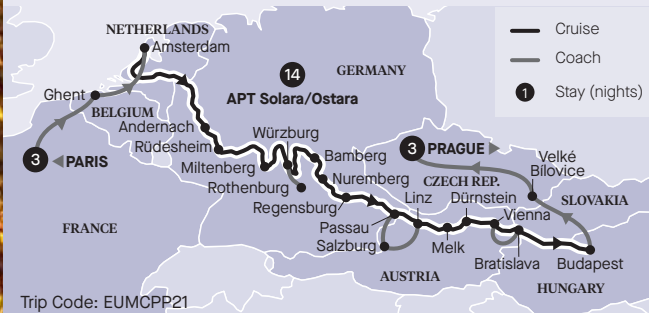 NETHERLANDS
Amsterdam
Cruise
Coach
1 Stay (nights)
14
APT Solara/Ostara
GERMANY
Ghent
BELGIUM
Andernach
Rüdesheim
Miltenberg
Rothenburg
Würzburg
Bamberg
Nuremberg
Regensburg
3 PARIS
3 PRAGUE
CZECH REP.
Velké
Bílovice
SLOVAKIA
FRANCE
Passau
Salzburg
Linz
Dürnstein
Vienna
Melk
Bratislava
Budapest
AUSTRIA
HUNGARY
Trip Code: EUMCPP21